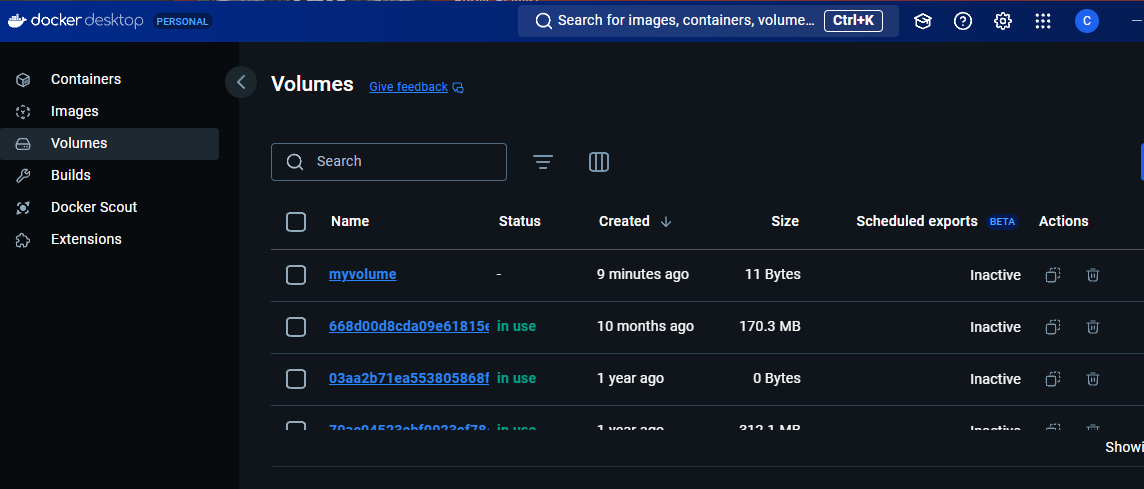 docker desktop PERSONAL
Search for images, containers, volume... Ctrl+K
C
Containers
Images
Volumes
Builds
Docker Scout
Extensions
Volumes Give feedback
Search
Name Status Created Size Scheduled exports BETA Actions
myvolume - 9 minutes ago 11 Bytes Inactive
668d00d8cda09e61815e in use 10 months ago 170.3 MB Inactive
03aa2b71ea553805868f in use 1 year ago 0 Bytes Inactive
in use 1 year ago 312.1 MB Inactive
Showi